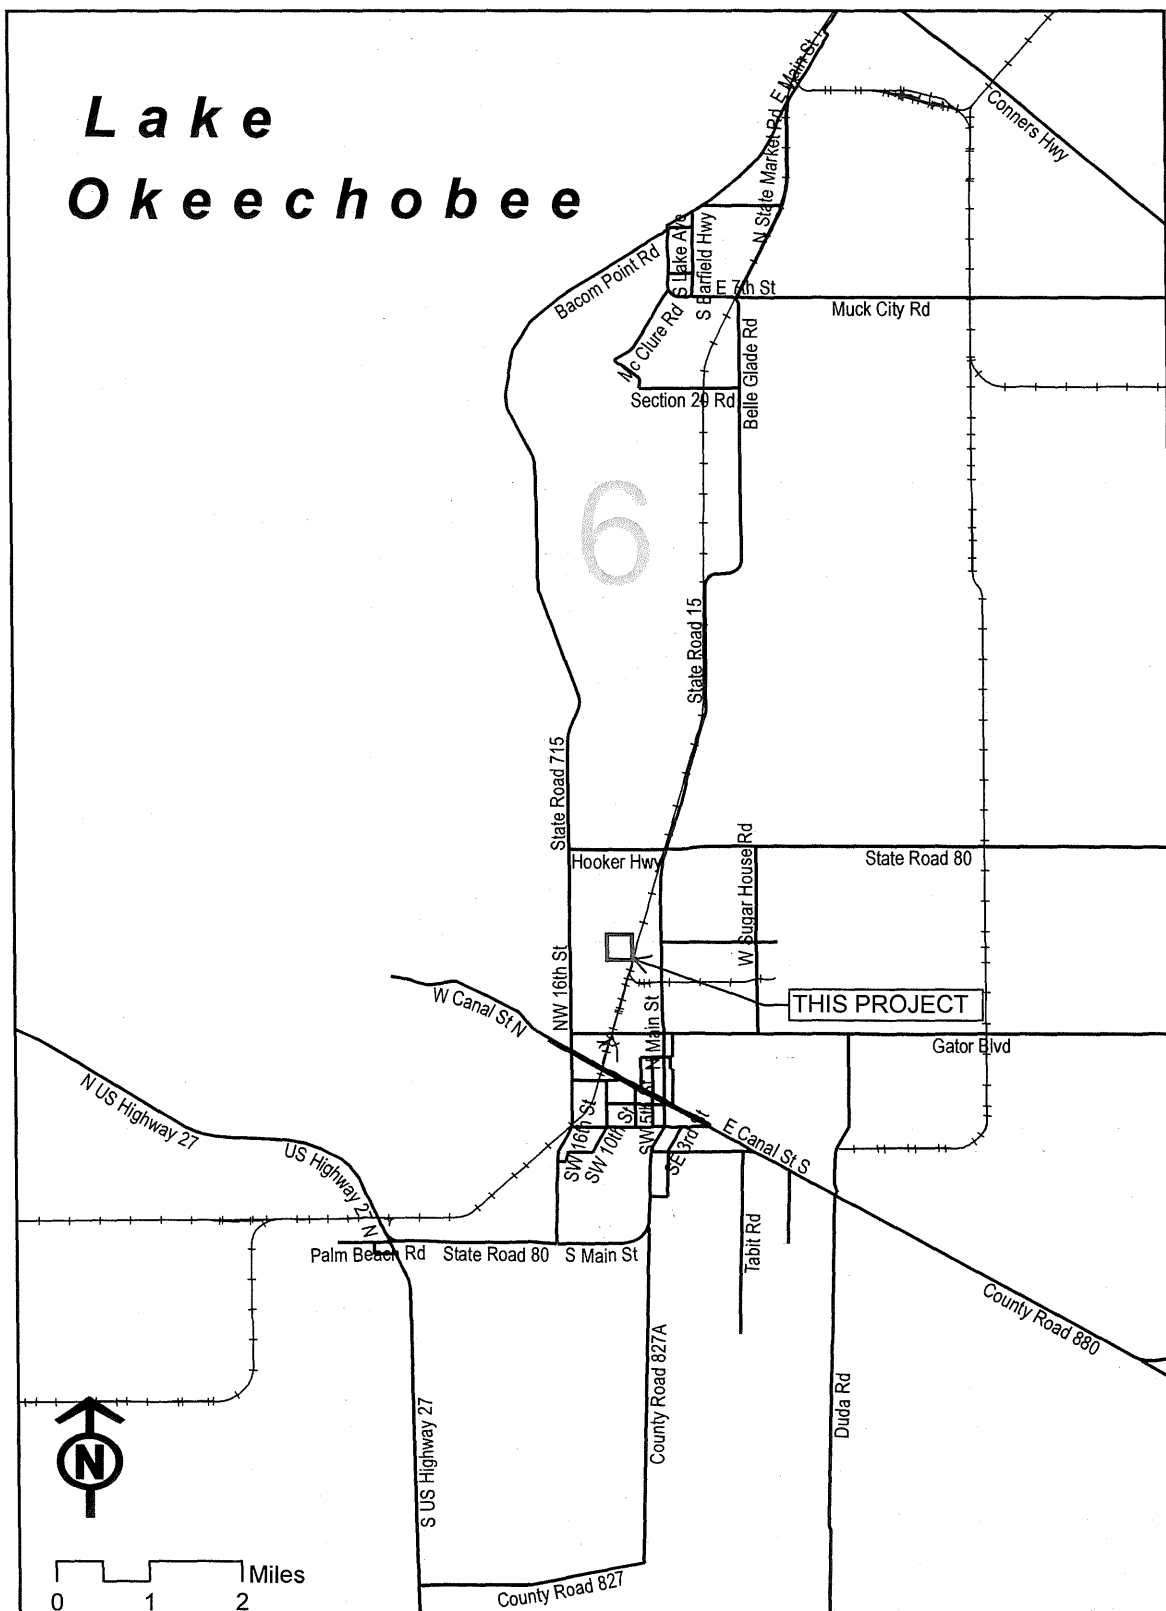 Lake
Okeechobee
E Main St
Conners Hwy
N State Market Rd
S Lake Ave
S Barfield Hwy
Bacom Point Rd
E 7th St
Muck City Rd
Mc Clure Rd
Belle Glade Rd
Section 20 Rd
6
State Road 15
State Road 715
Hooker Hwy
State Road 80
W Sugar House Rd
NW 16th St
W Canal St N
N Main St
THIS PROJECT
Gator Blvd
N US Highway 27
US Highway 27 N
SW 16th St
SW 10th St
SW 5th St
SE 3rd St
E Canal St S
Palm Beach Rd
State Road 80
S Main St
Tabit Rd
County Road 880
County Road 827A
Duda Rd
S US Highway 27
N
Miles
0 1 2
County Road 827